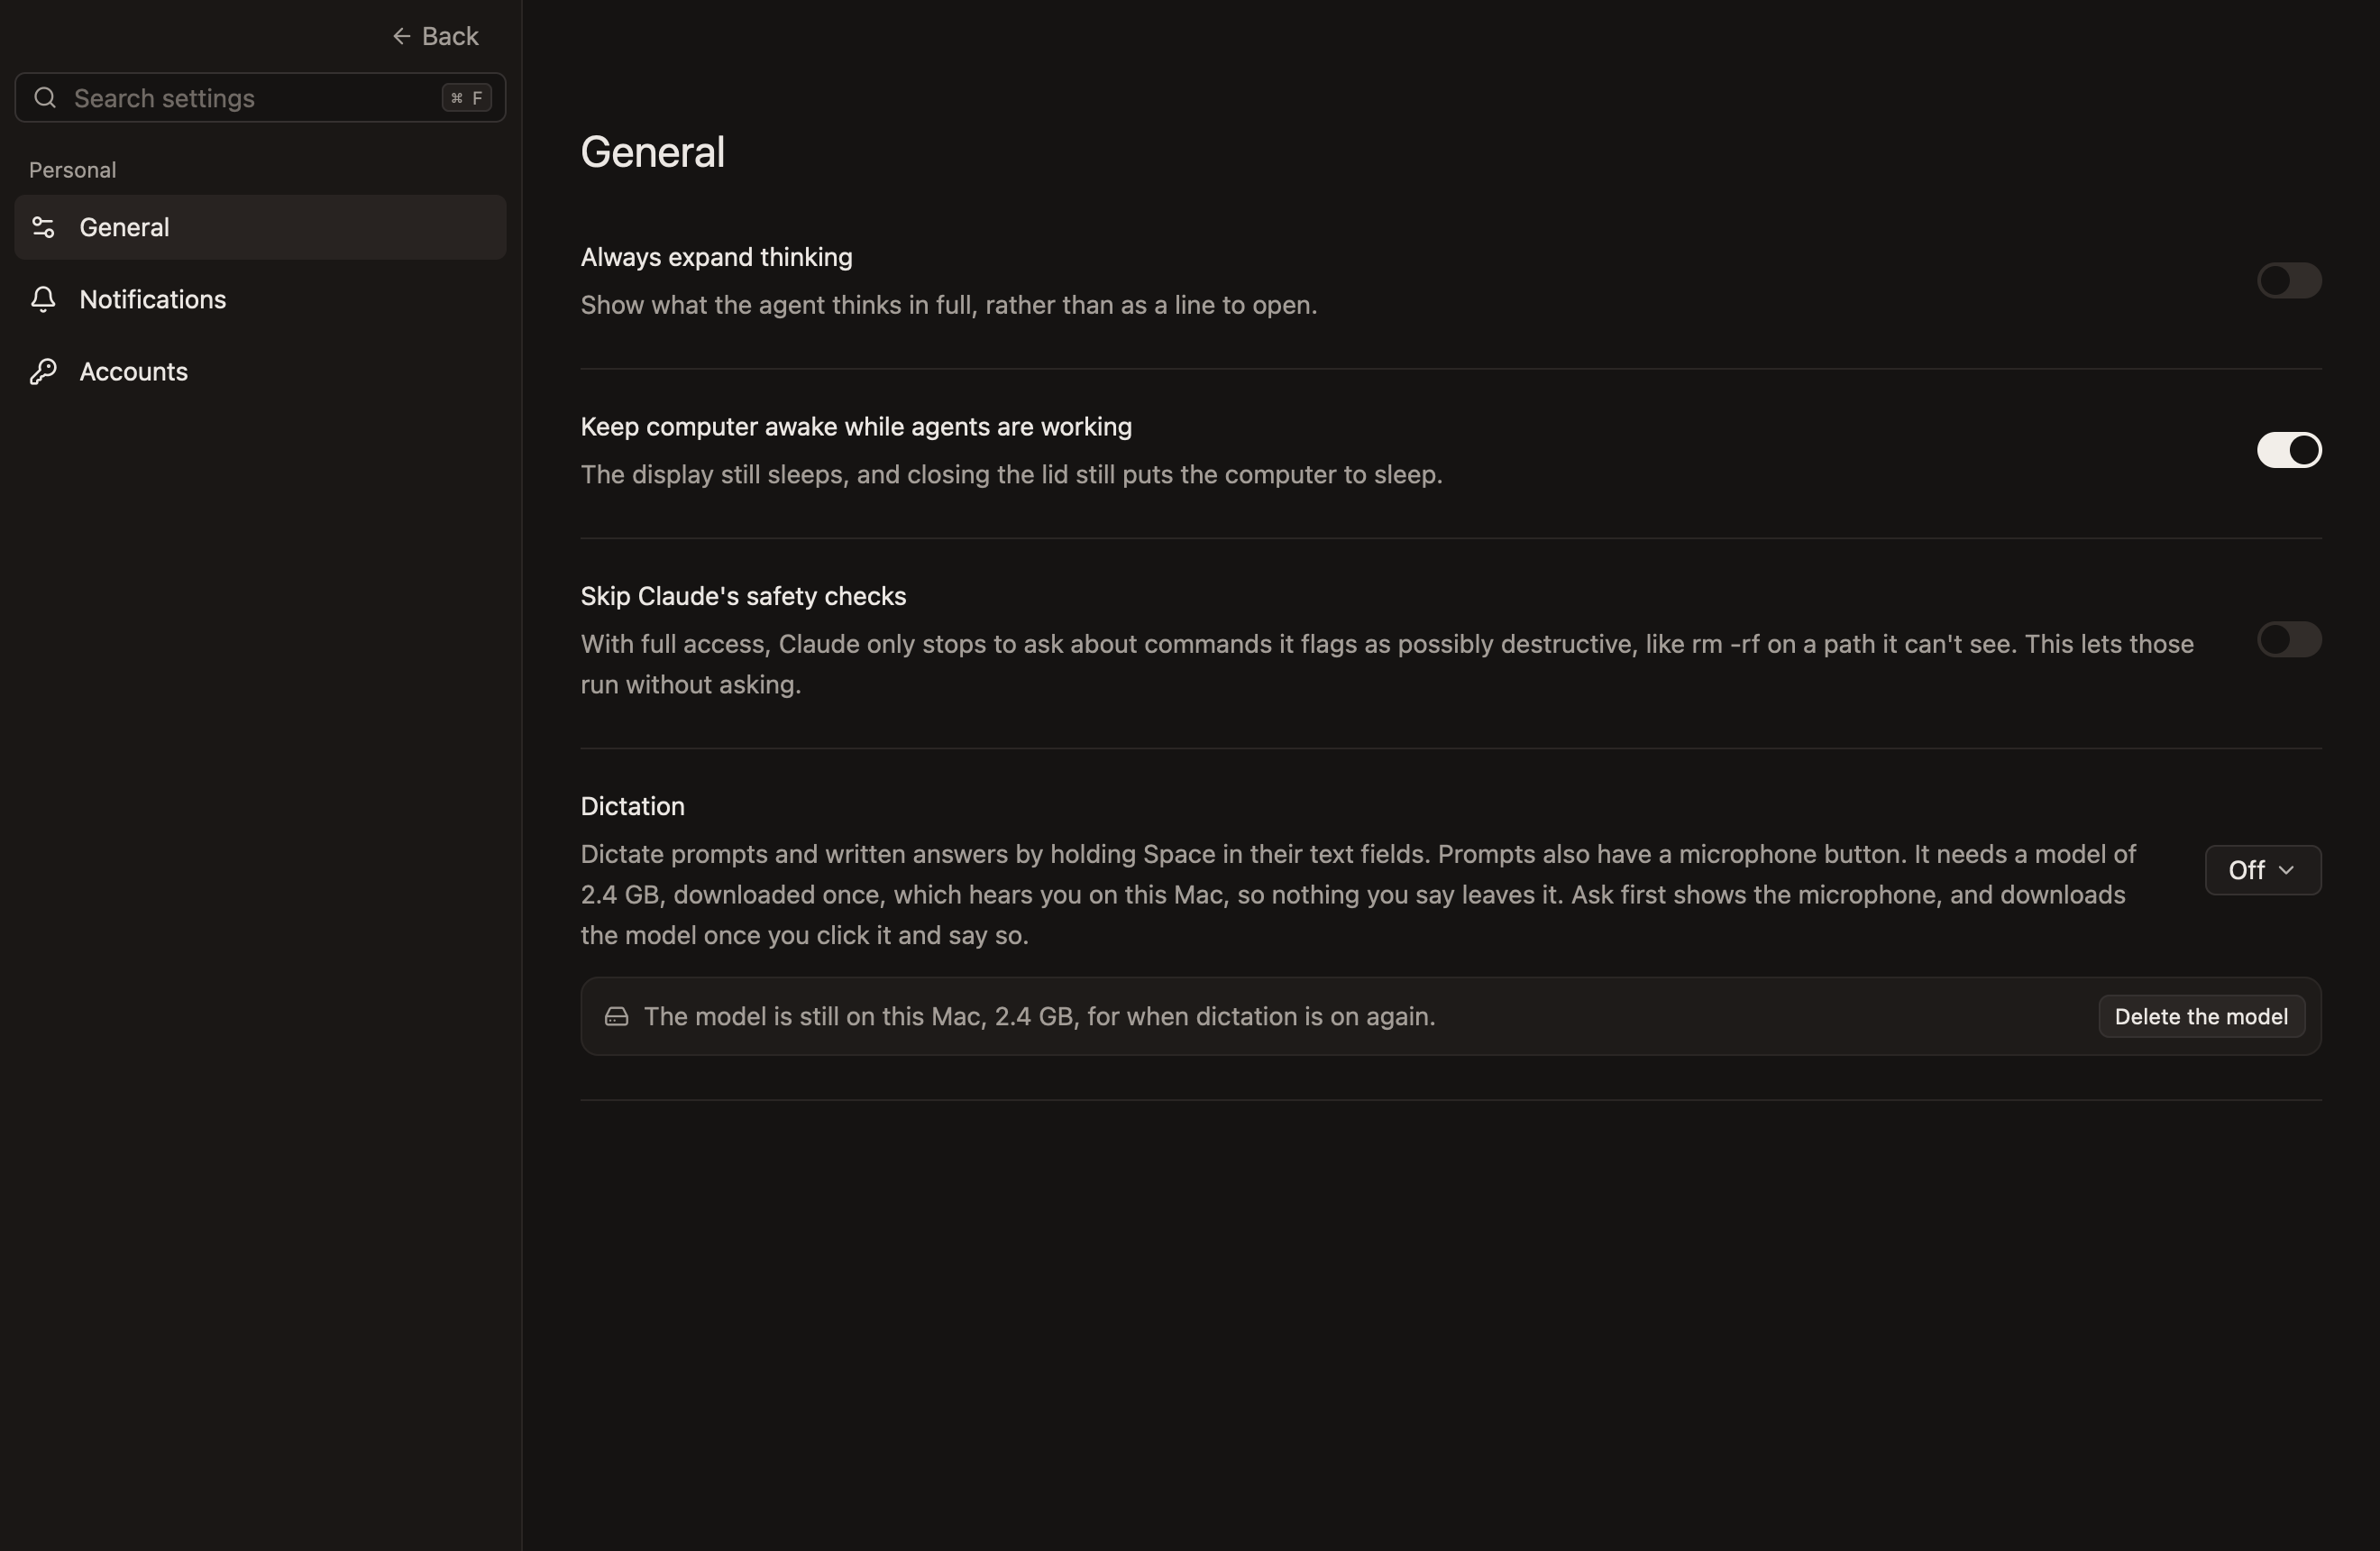 Back
Search settings
⌘ F
Personal
General
Notifications
Accounts
General
Always expand thinking
Show what the agent thinks in full, rather than as a line to open.
Keep computer awake while agents are working
The display still sleeps, and closing the lid still puts the computer to sleep.
Skip Claude's safety checks
With full access, Claude only stops to ask about commands it flags as possibly destructive, like rm -rf on a path it can't see. This lets those
run without asking.
Dictation
Dictate prompts and written answers by holding Space in their text fields. Prompts also have a microphone button. It needs a model of
2.4 GB, downloaded once, which hears you on this Mac, so nothing you say leaves it. Ask first shows the microphone, and downloads
the model once you click it and say so.
Off
The model is still on this Mac, 2.4 GB, for when dictation is on again.
Delete the model